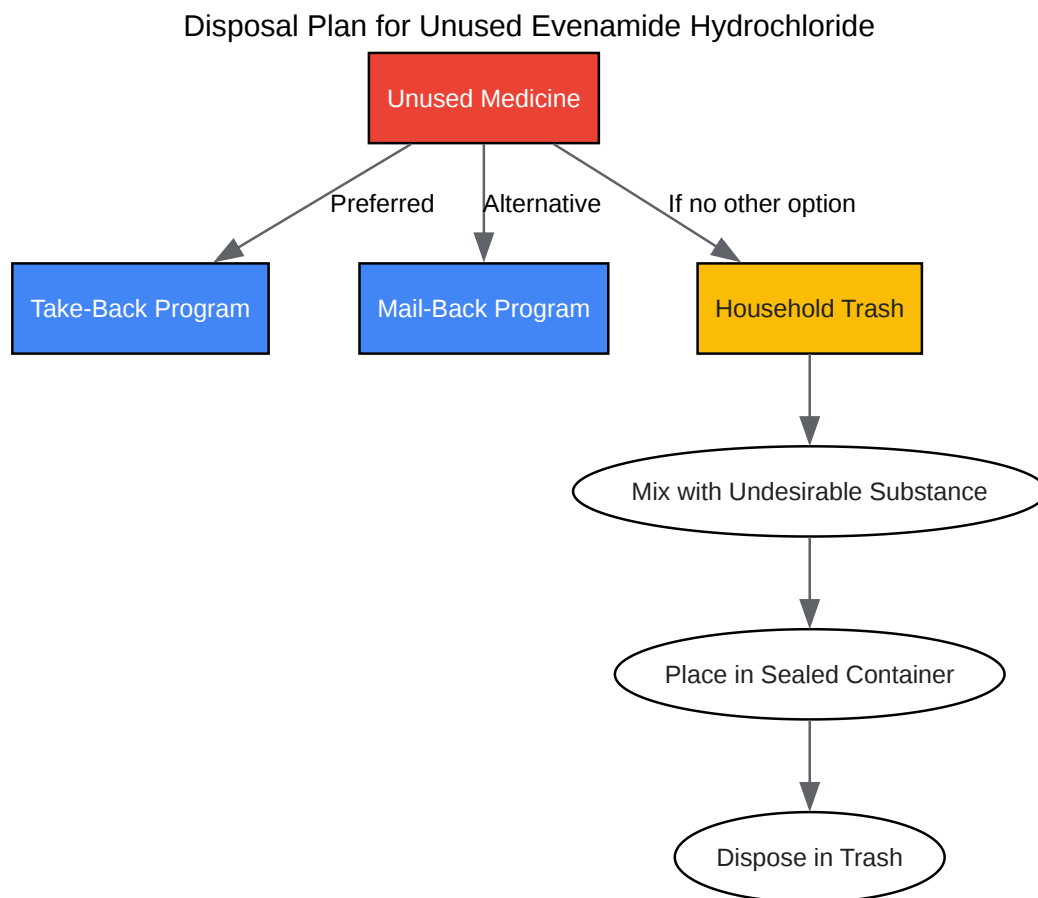 Disposal Plan for Unused Evenamide Hydrochloride
Unused Medicine
Preferred
Alternative
If no other option
Take-Back Program
Mail-Back Program
Household Trash
Mix with Undesirable Substance
Place in Sealed Container
Dispose in Trash